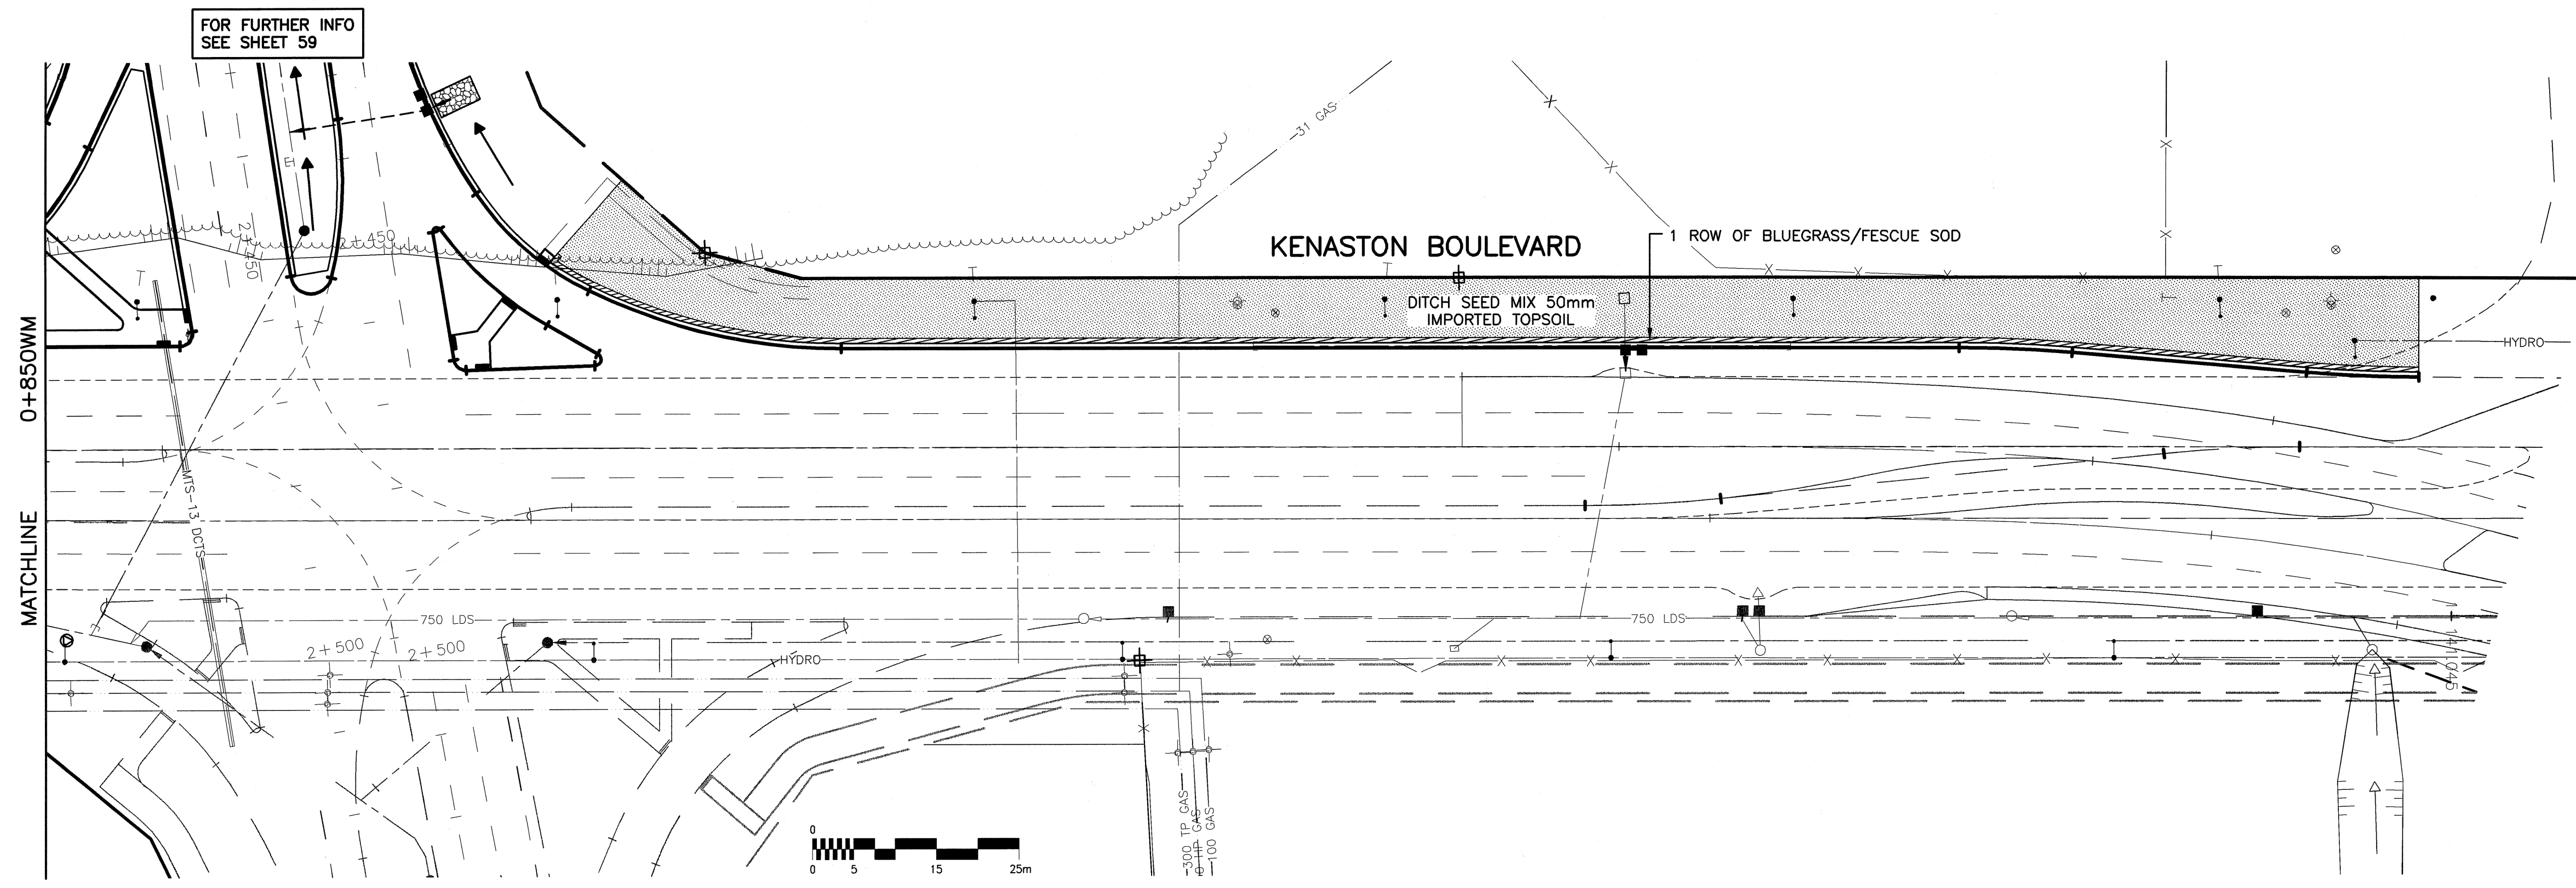 FOR FURTHER INFO
SEE SHEET 59
31 GAS
KENASTON BOULEVARD
1 ROW OF BLUEGRASS/FESCUE SOD
2+450
2+450
DITCH SEED MIX 50mm
IMPORTED TOPSOIL
HYDRO
MATCHLINE 0+850WM
MTS-13 DCTS
750 LDS
750 LDS
2+500
2+500
HYDRO
300 TP GAS
HP GAS
100 GAS
0
0 5 15 25m